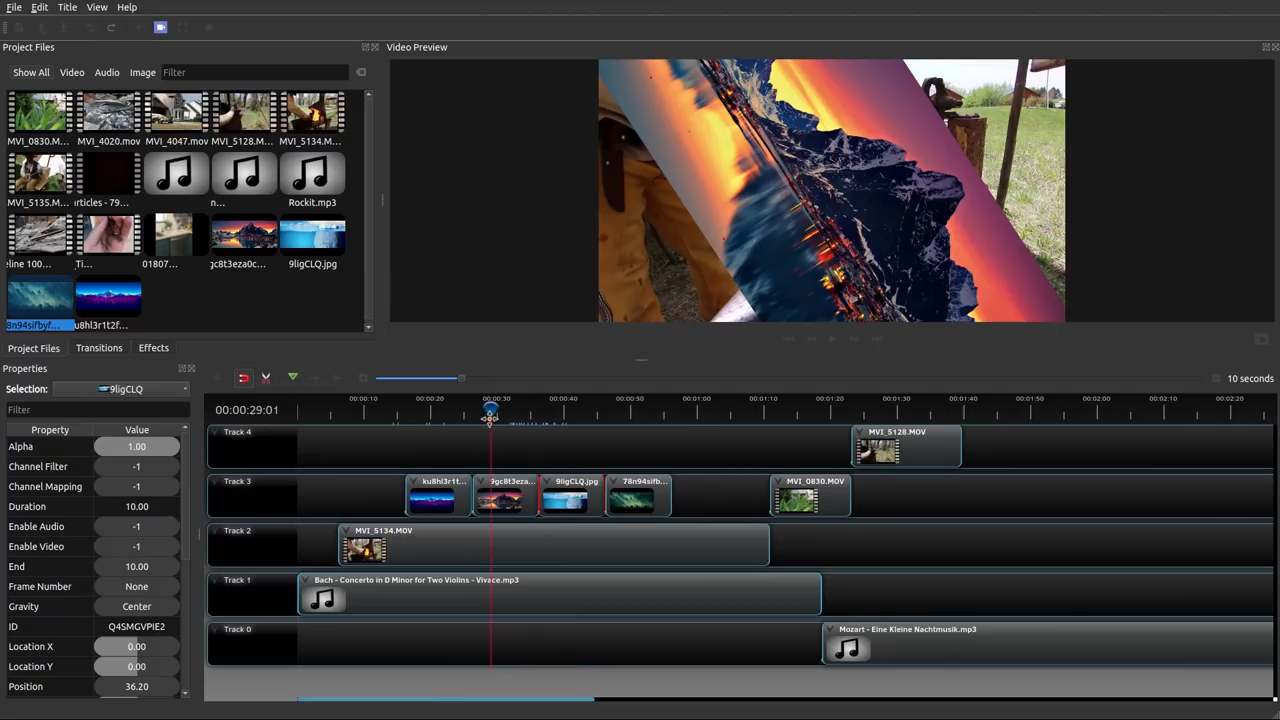 File Edit Title View Help
Project Files
Video Preview
Show All Video Audio Image Filter
MVI_0830.M... MVI_4020.mov MVI_4047.mov MVI_5128.M... MVI_5134.M...
MVI_5135.M... articles - 79... n... Rockit.mp3
eline 100... _Ti... 01807... gc8t3eza0c... 9ligCLQ.jpg
8n94sifbyf... u8hl3r1t2f...
Project Files Transitions Effects
Properties
Selection: 9ligCLQ
10 seconds
Filter
00:00:29:01
00:00:10 00:00:20 00:00:30 00:00:40 00:00:50 00:01:00 00:01:10 00:01:20 00:01:30 00:01:40 00:01:50 00:02:00 00:02:10 00:02:20
Property Value
Alpha 1.00
Channel Filter -1
Channel Mapping -1
Duration 10.00
Enable Audio -1
Enable Video -1
End 10.00
Frame Number None
Gravity Center
ID Q4SMGVPIE2
Location X 0.00
Location Y 0.00
Position 36.20
Track 4 MVI_5128.MOV
Track 3 ku8hl3r1t... 9gc8t3eza... 9ligCLQ.jpg 78n94sifb... MVI_0830.MOV
Track 2 MVI_5134.MOV
Track 1 Bach - Concerto in D Minor for Two Violins - Vivace.mp3
Track 0 Mozart - Eine Kleine Nachtmusik.mp3